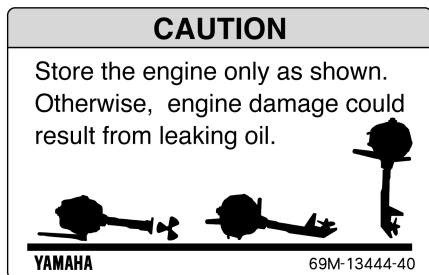 CAUTION
Store the engine only as shown.
Otherwise, engine damage could
result from leaking oil.
YAMAHA
69M-13444-40